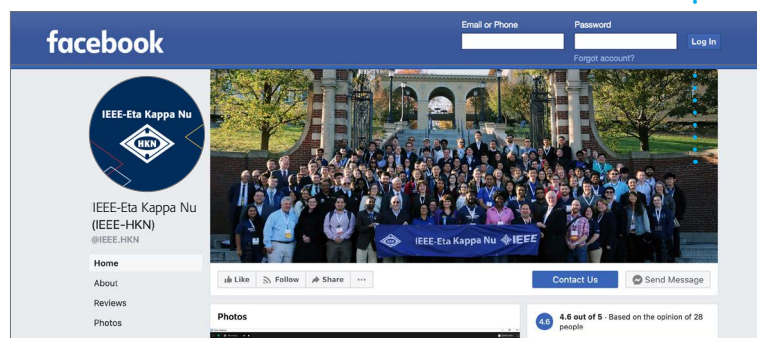 Email or Phone
Password
facebook
Log In
Forgot account?
IEEE-Eta Kappa Nu
HKN
IEEE-Eta Kappa Nu
(IEEE-HKN)
@IEEE.HKN
HKN IEEE-Eta Kappa Nu IEEE
Home
About
Reviews
Photos
Like Follow Share ...
Contact Us
Send Message
Photos
4.6
4.6 out of 5 · Based on the opinion of 28
people